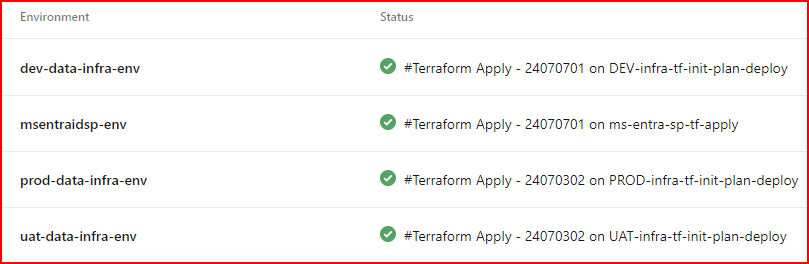 Environment Status
dev-data-infra-env #Terraform Apply - 24070701 on DEV-infra-tf-init-plan-deploy
msentraidsp-env #Terraform Apply - 24070701 on ms-entra-sp-tf-apply
prod-data-infra-env #Terraform Apply - 24070302 on PROD-infra-tf-init-plan-deploy
uat-data-infra-env #Terraform Apply - 24070302 on UAT-infra-tf-init-plan-deploy